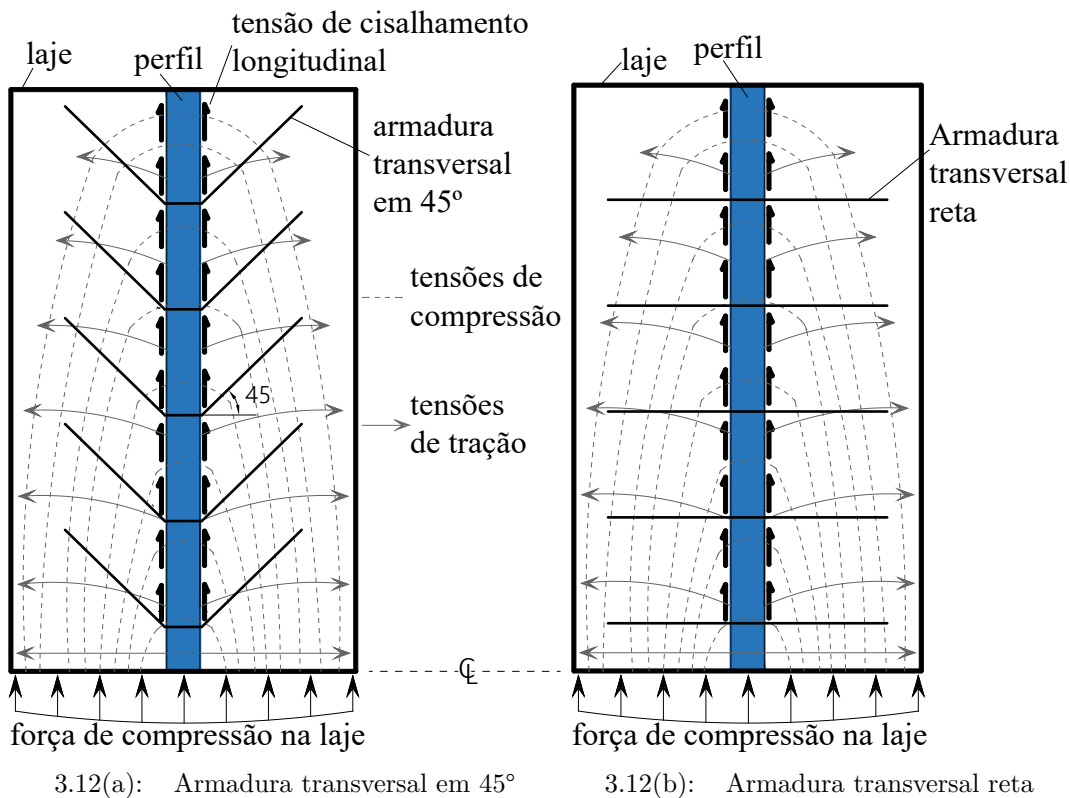 laje
perfil
tensão de cisalhamento
longitudinal
armadura
transversal
em 45º
tensões de
compressão
45
tensões
de tração
força de compressão na laje
3.12(a): Armadura transversal em 45°
℄
laje
perfil
Armadura
transversal
reta
força de compressão na laje
3.12(b): Armadura transversal reta